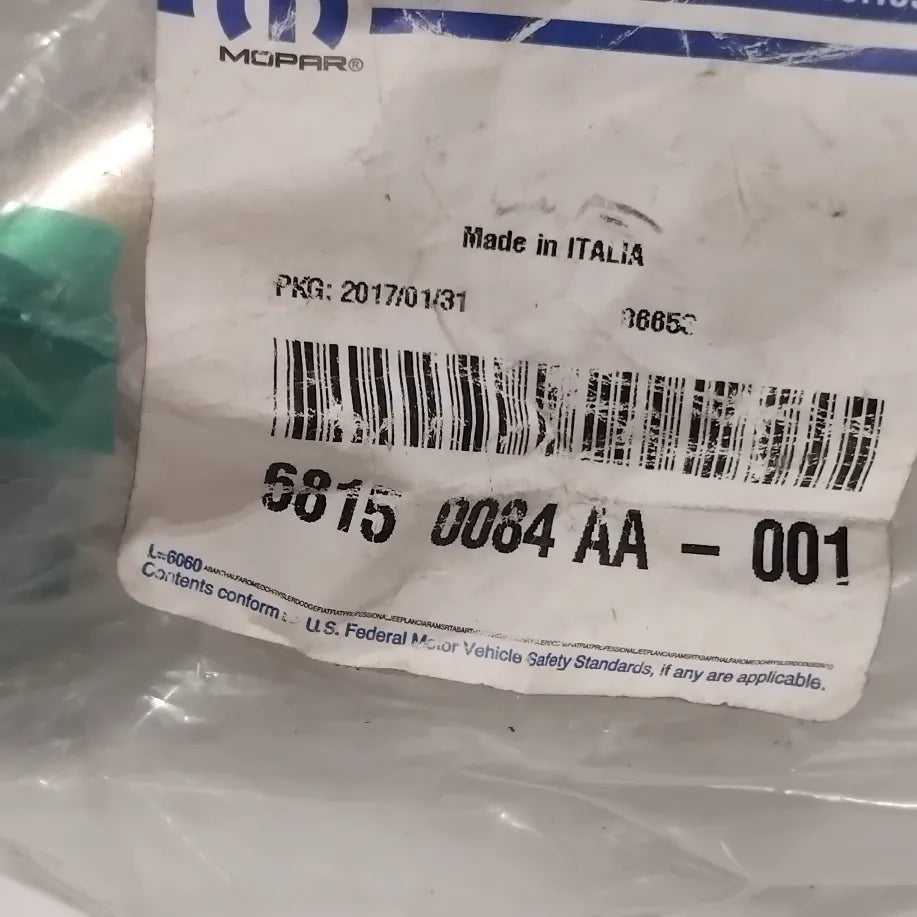 MOPAR®
Made in ITALIA
PKG: 2017/01/31
6815 0084 AA - 001
L=6060
Contents conform to U.S. Federal Motor Vehicle Safety Standards, if any are applicable.